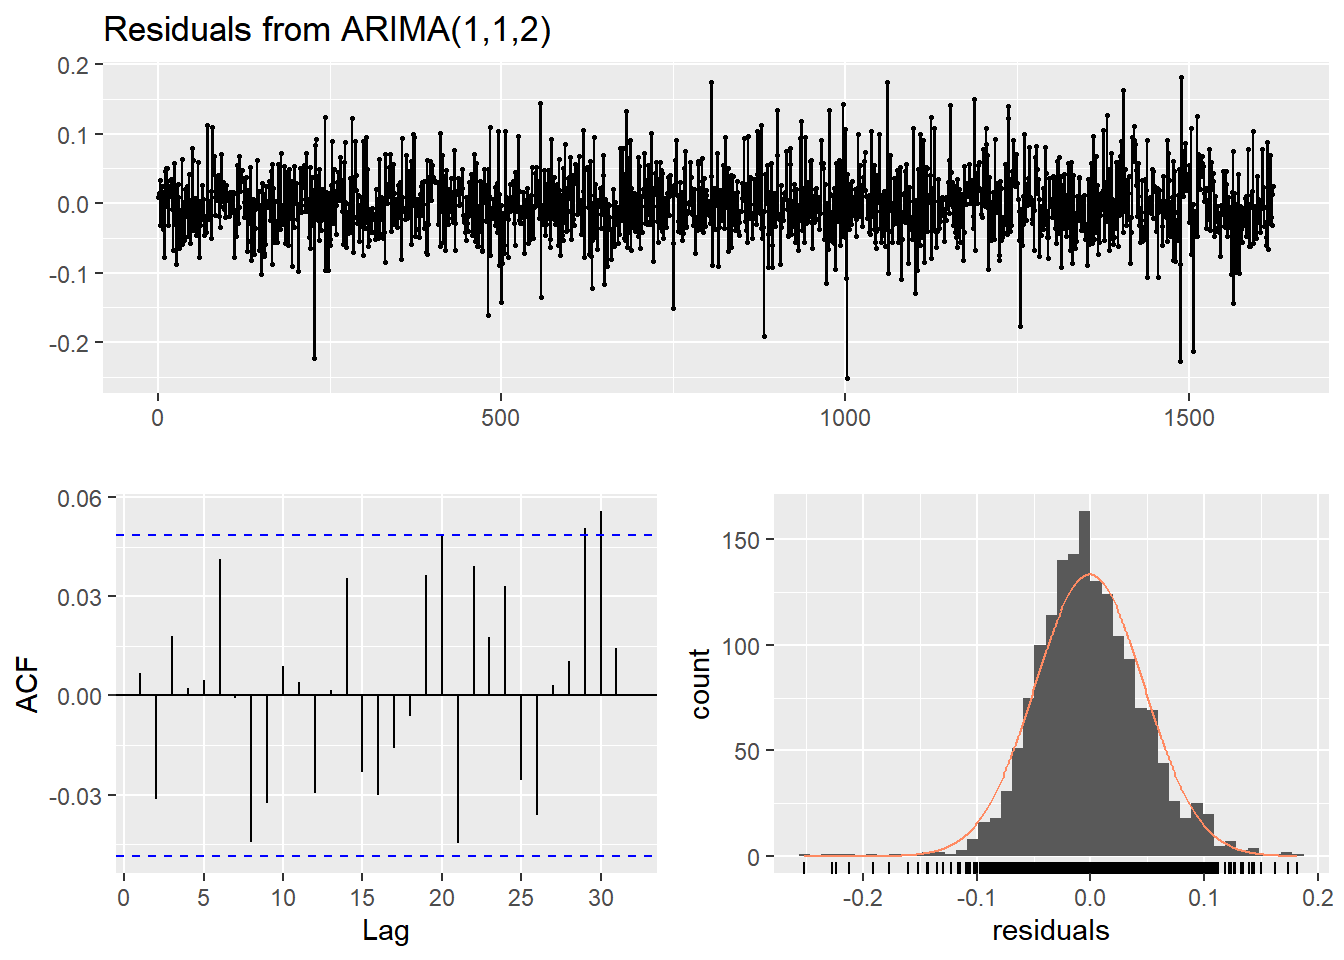 Residuals from ARIMA(1,1,2)
0.2
0.1
0.0
-0.1
-0.2
0 500 1000 1500
ACF
0.06
0.03
0.00
-0.03
0 5 10 15 20 25 30
Lag
count
150
100
50
0
-0.2 -0.1 0.0 0.1 0.2
residuals